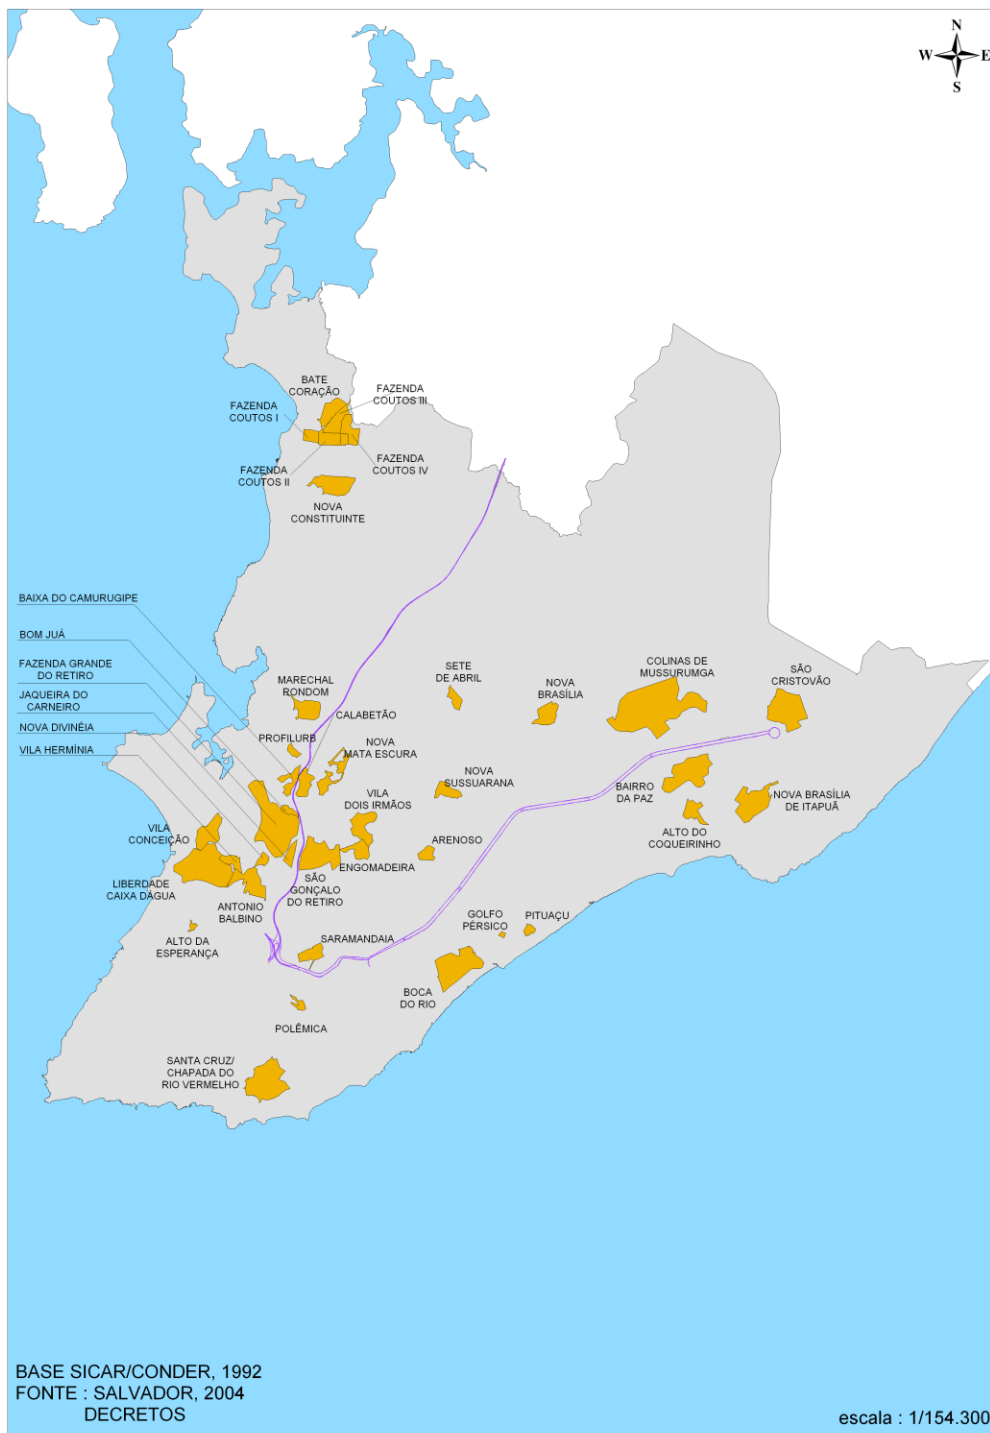 N
W E
S
BATE
CORAÇÃO
FAZENDA
COUTOS III
FAZENDA
COUTOS I
FAZENDA
COUTOS II
FAZENDA
COUTOS IV
NOVA
CONSTITUINTE
BAIXA DO CAMURUGIPE
BOM JUÁ
FAZENDA GRANDE
DO RETIRO
JAQUEIRA DO
CARNEIRO
NOVA DIVINÉIA
VILA HERMÍNIA
MARECHAL
RONDOM
SETE
DE ABRIL
NOVA
BRASÍLIA
COLINAS DE
MUSSURUMGA
SÃO
CRISTOVÃO
CALABETÃO
PROFILURB
NOVA
MATA ESCURA
NOVA
SUSSUARANA
BAIRRO
DA PAZ
NOVA BRASÍLIA
DE ITAPUÃ
VILA
DOIS IRMÃOS
ALTO DO
COQUEIRINHO
VILA
CONCEIÇÃO
ARENOSO
ENGOMADEIRA
LIBERDADE
CAIXA DÁGUA
SÃO
GONÇALO
DO RETIRO
ANTONIO
BALBINO
ALTO DA
ESPERANÇA
SARAMANDAIA
GOLFO
PÉRSICO
PITUAÇU
BOCA
DO RIO
POLÊMICA
SANTA CRUZ/
CHAPADA DO
RIO VERMELHO
BASE SICAR/CONDER, 1992
FONTE : SALVADOR, 2004
DECRETOS
escala : 1/154.300